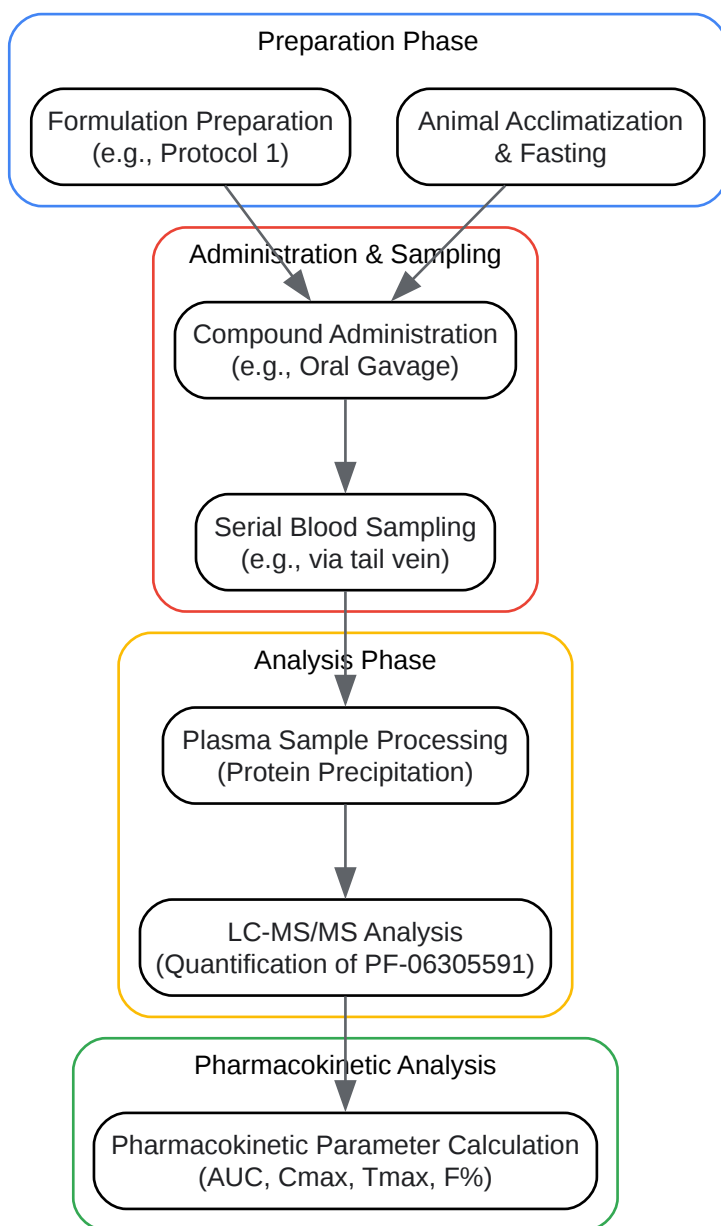 Preparation Phase
Formulation Preparation
(e.g., Protocol 1)
Animal Acclimatization
& Fasting
Administration & Sampling
Compound Administration
(e.g., Oral Gavage)
Serial Blood Sampling
(e.g., via tail vein)
Analysis Phase
Plasma Sample Processing
(Protein Precipitation)
LC-MS/MS Analysis
(Quantification of PF-06305591)
Pharmacokinetic Analysis
Pharmacokinetic Parameter Calculation
(AUC, Cmax, Tmax, F%)